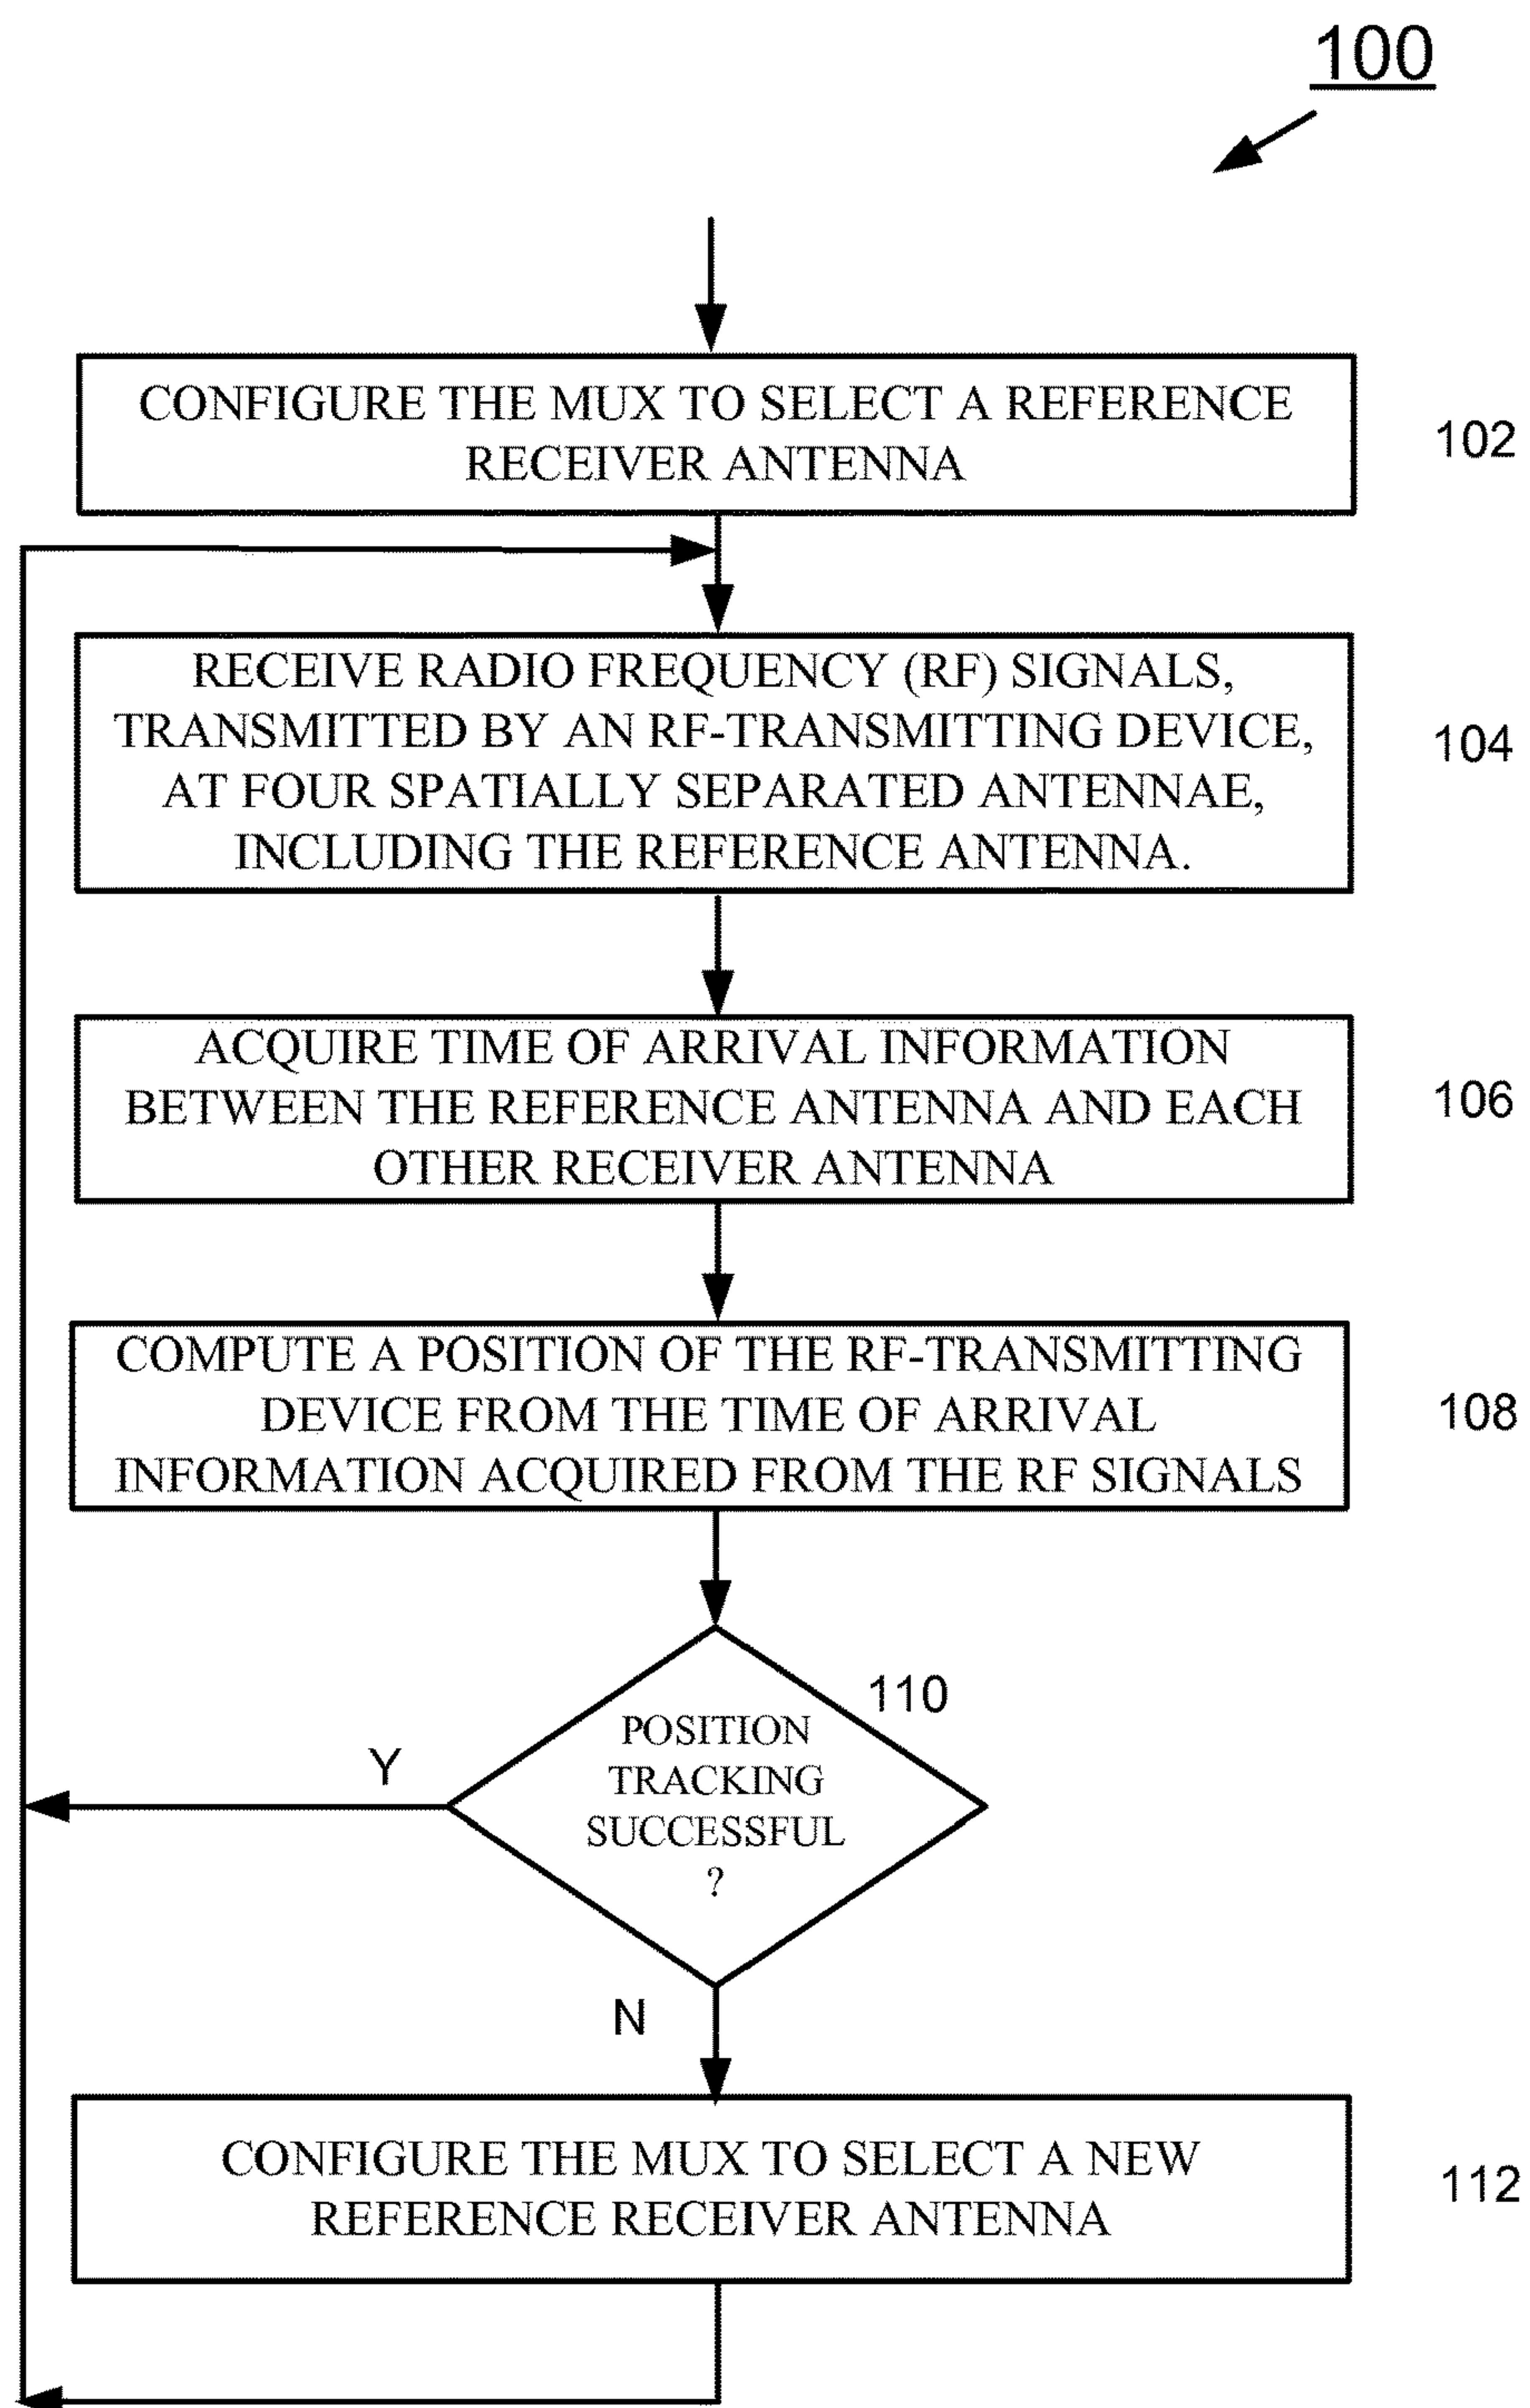 100
CONFIGURE THE MUX TO SELECT A REFERENCE
RECEIVER ANTENNA
102
RECEIVE RADIO FREQUENCY (RF) SIGNALS,
TRANSMITTED BY AN RF-TRANSMITTING DEVICE,
AT FOUR SPATIALLY SEPARATED ANTENNAE,
INCLUDING THE REFERENCE ANTENNA.
104
ACQUIRE TIME OF ARRIVAL INFORMATION
BETWEEN THE REFERENCE ANTENNA AND EACH
OTHER RECEIVER ANTENNA
106
COMPUTE A POSITION OF THE RF-TRANSMITTING
DEVICE FROM THE TIME OF ARRIVAL
INFORMATION ACQUIRED FROM THE RF SIGNALS
108
110
POSITION
TRACKING
SUCCESSFUL
?
Y
N
CONFIGURE THE MUX TO SELECT A NEW
REFERENCE RECEIVER ANTENNA
112